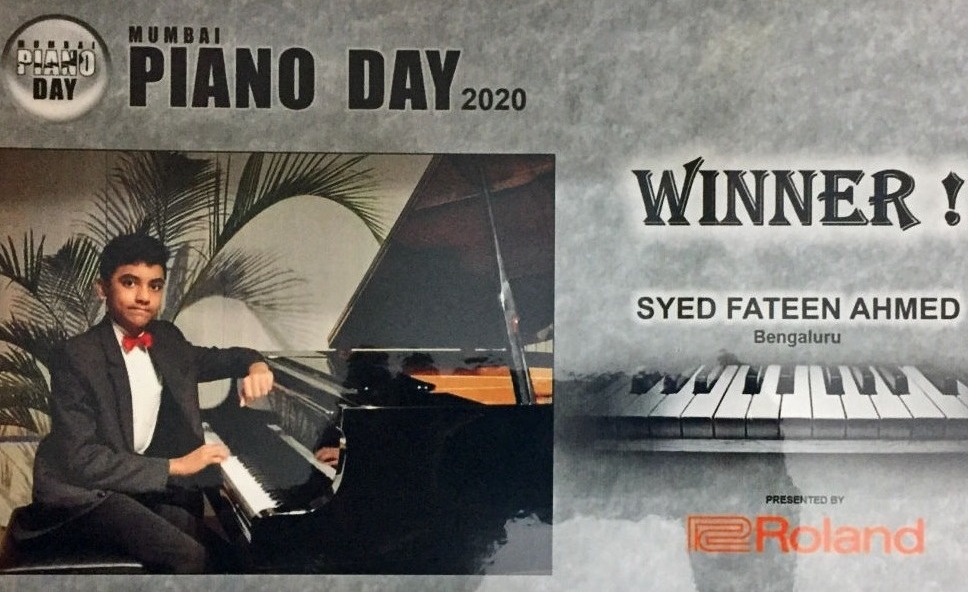 MUMBAI
PIANO
DAY
MUMBAI
PIANO DAY 2020
WINNER !
SYED FATEEN AHMED
Bengaluru
PRESENTED BY
Roland